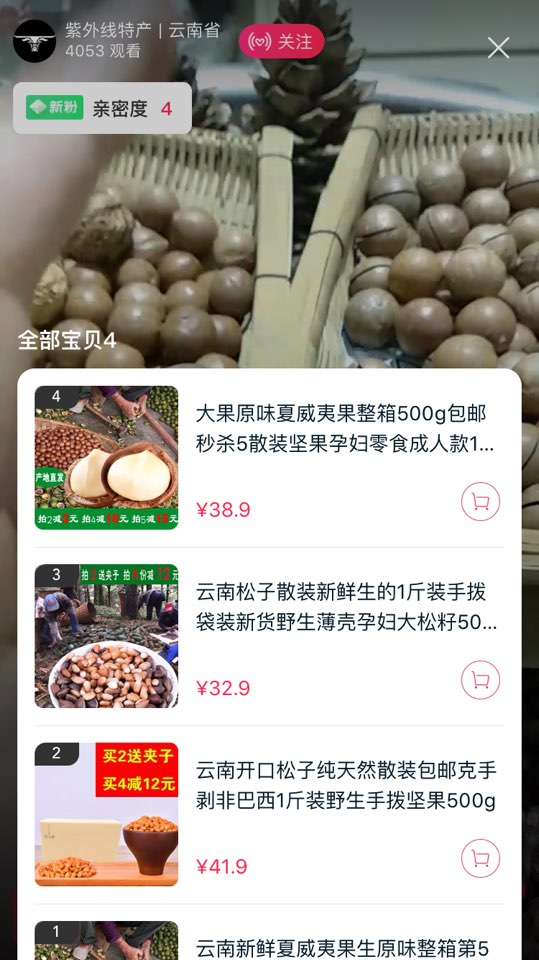 紫外线特产 | 云南省
4053 观看
关注
新粉 亲密度 4
全部宝贝4
4
产地直发
拍2减5元 拍4减10元 拍5减15元
大果原味夏威夷果整箱500g包邮
秒杀5散装坚果孕妇零食成人款1...
¥38.9
3
送夹子 拍
份减12元
云南松子散装新鲜生的1斤装手拨
袋装新货野生薄壳孕妇大松籽50...
¥32.9
2
买2送夹子
买4减12元
云南开口松子纯天然散装包邮克手
剥非巴西1斤装野生手拨坚果500g
¥41.9
1
云南新鲜夏威夷果生原味整箱第5